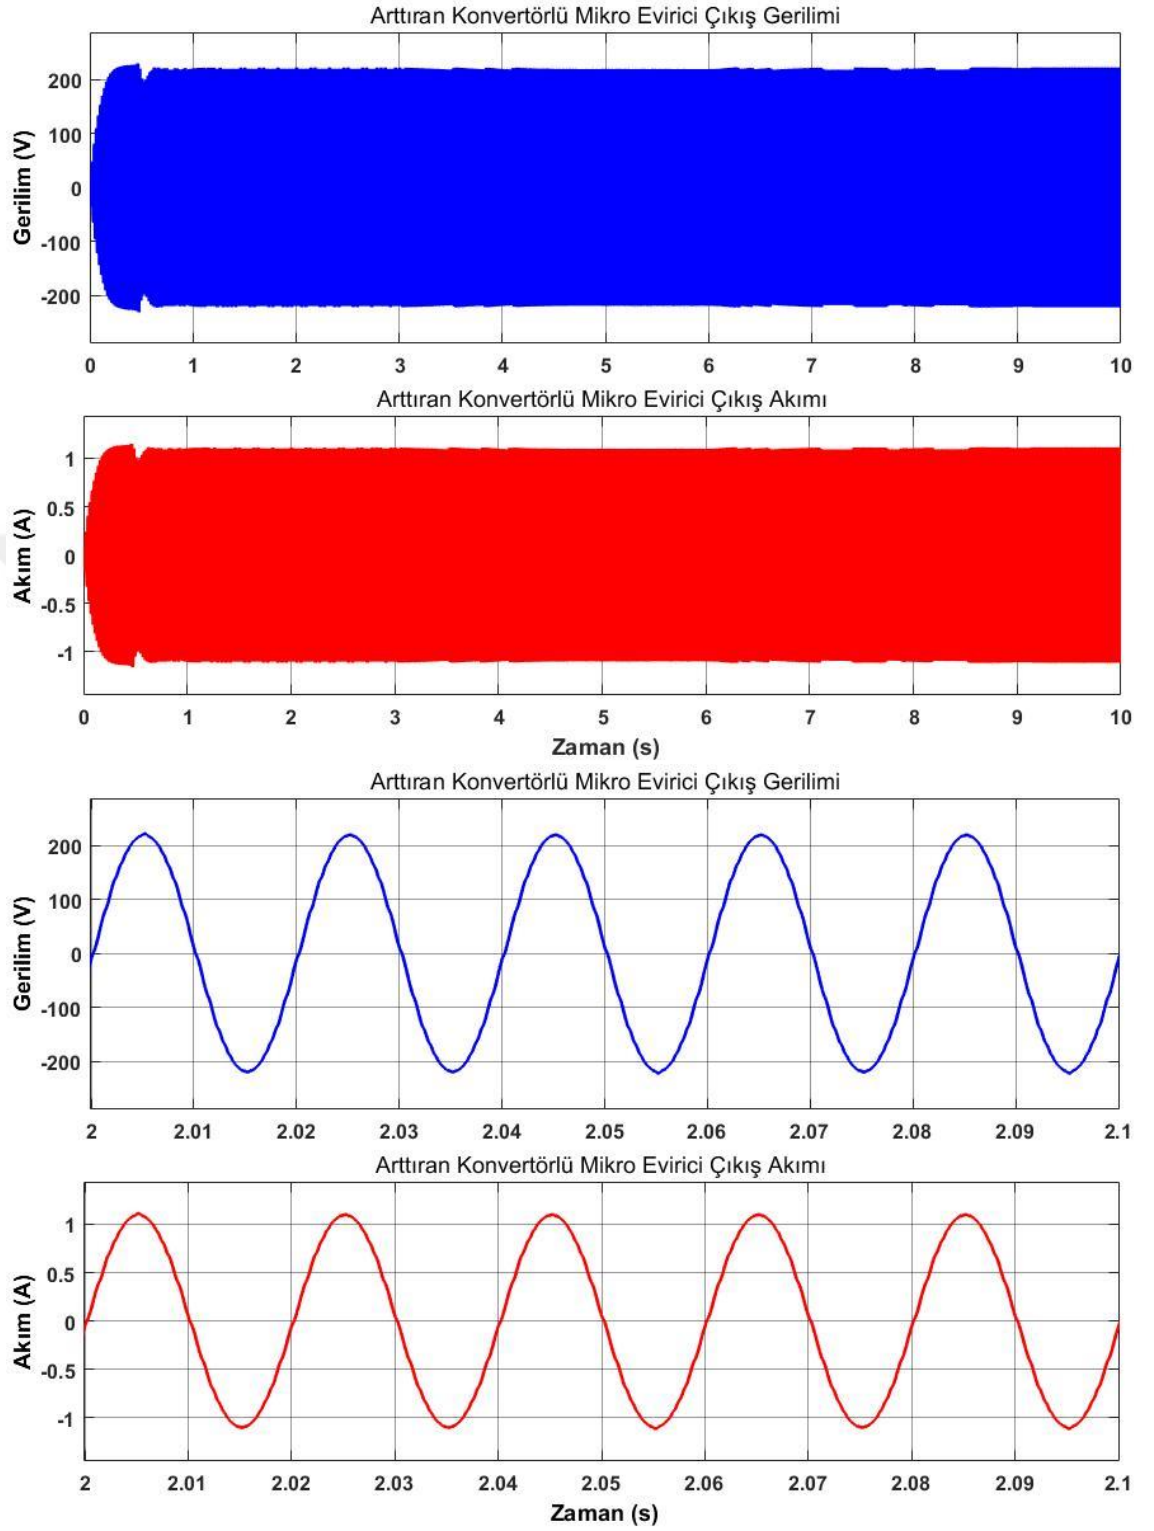 Arttıran Konvertörlü Mikro Evirici Çıkış Gerilimi
Gerilim (V)
200
100
0
-100
-200
0 1 2 3 4 5 6 7 8 9 10
Arttıran Konvertörlü Mikro Evirici Çıkış Akımı
Akım (A)
1
0.5
0
-0.5
-1
0 1 2 3 4 5 6 7 8 9 10
Zaman (s)
Arttıran Konvertörlü Mikro Evirici Çıkış Gerilimi
Gerilim (V)
200
100
0
-100
-200
2 2.01 2.02 2.03 2.04 2.05 2.06 2.07 2.08 2.09 2.1
Arttıran Konvertörlü Mikro Evirici Çıkış Akımı
Akım (A)
1
0.5
0
-0.5
-1
2 2.01 2.02 2.03 2.04 2.05 2.06 2.07 2.08 2.09 2.1
Zaman (s)